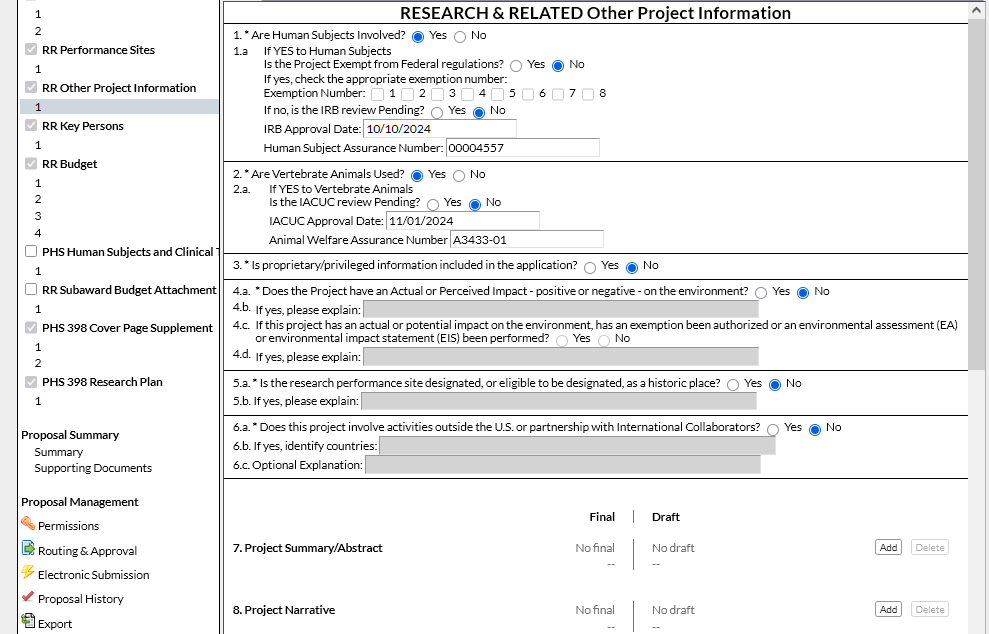 1
2
RR Performance Sites
1
RR Other Project Information
1
RR Key Persons
1
RR Budget
1
2
3
4
PHS Human Subjects and Clinical T
1
RR Subaward Budget Attachment
1
PHS 398 Cover Page Supplement
1
2
PHS 398 Research Plan
1
Proposal Summary
Summary
Supporting Documents
Proposal Management
Permissions
Routing & Approval
Electronic Submission
Proposal History
Export
RESEARCH & RELATED Other Project Information
1. * Are Human Subjects Involved? Yes No
1.a If YES to Human Subjects
Is the Project Exempt from Federal regulations? Yes No
If yes, check the appropriate exemption number:
Exemption Number: 1 2 3 4 5 6 7 8
If no, is the IRB review Pending? Yes No
IRB Approval Date: 10/10/2024
Human Subject Assurance Number: 00004557
2. * Are Vertebrate Animals Used? Yes No
2.a. If YES to Vertebrate Animals
Is the IACUC review Pending? Yes No
IACUC Approval Date: 11/01/2024
Animal Welfare Assurance Number A3433-01
3. * Is proprietary/privileged information included in the application? Yes No
4.a. * Does the Project have an Actual or Perceived Impact - positive or negative - on the environment? Yes No
4.b. If yes, please explain:
4.c. If this project has an actual or potential impact on the environment, has an exemption been authorized or an environmental assessment (EA)
or environmental impact statement (EIS) been performed? Yes No
4.d. If yes, please explain:
5.a. * Is the research performance site designated, or eligible to be designated, as a historic place? Yes No
5.b. If yes, please explain:
6.a. * Does this project involve activities outside the U.S. or partnership with International Collaborators? Yes No
6.b. If yes, identify countries:
6.c. Optional Explanation:
Final Draft
7. Project Summary/Abstract No final No draft Add Delete
-- --
8. Project Narrative No final No draft Add Delete
-- --